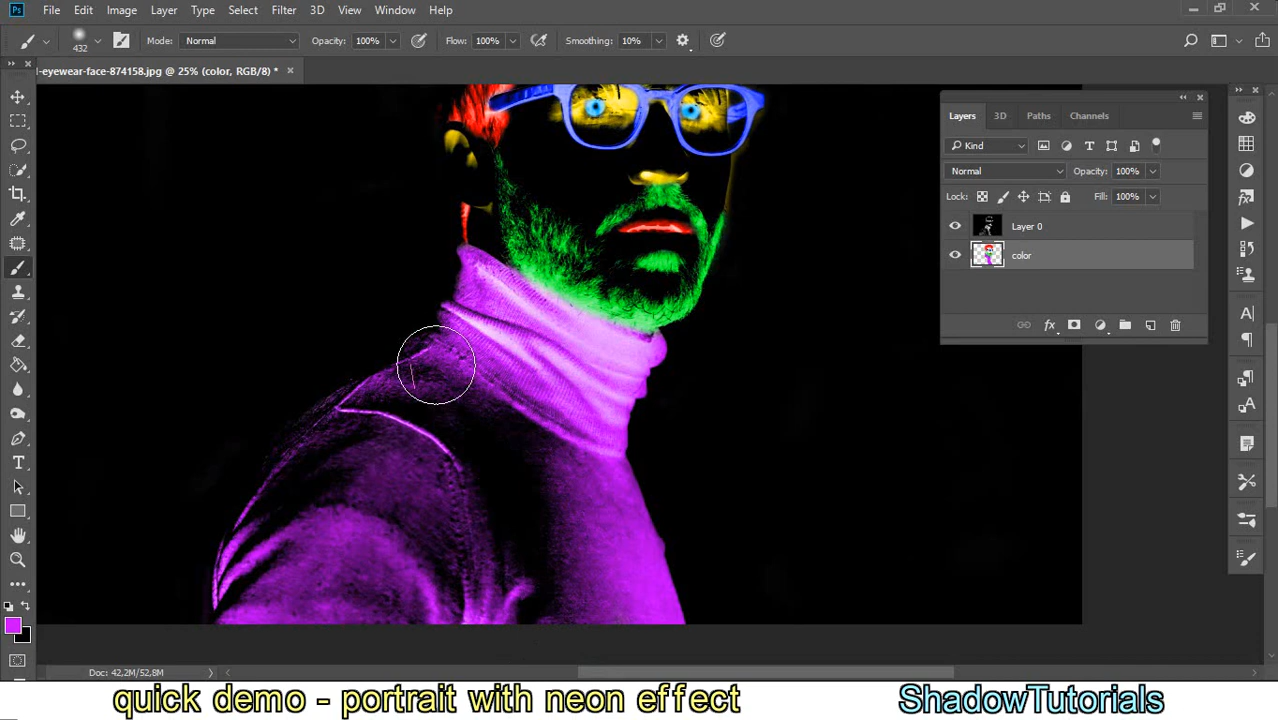 Ps File Edit Image Layer Type Select Filter 3D View Window Help
432 Mode: Normal Opacity: 100% Flow: 100% Smoothing: 10%
l-eyewear-face-874158.jpg @ 25% (color, RGB/8) *
Layers 3D Paths Channels
Kind
Normal Opacity: 100%
Lock: Fill: 100%
Layer 0
color
Doc: 42,2M/52,8M
quick demo - portrait with neon effect ShadowTutorials